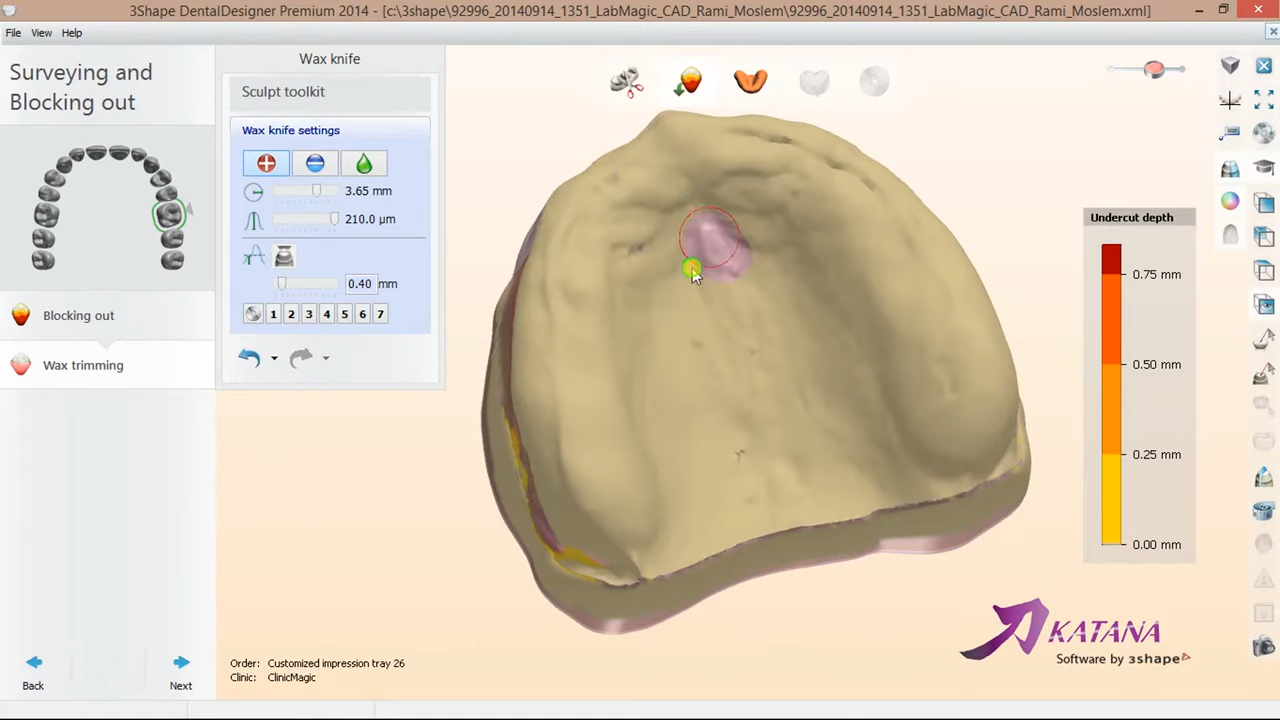 3Shape DentalDesigner Premium 2014 - [c:\3shape\92996_20140914_1351_LabMagic_CAD_Rami_Moslem\92996_20140914_1351_LabMagic_CAD_Rami_Moslem.xml]
File View Help
Surveying and
Blocking out
Blocking out
Wax trimming
Back Next
Wax knife
Sculpt toolkit
Wax knife settings
3.65 mm
210.0 µm
0.40 mm
1 2 3 4 5 6 7
Undercut depth
0.75 mm
0.50 mm
0.25 mm
0.00 mm
KATANA
Software by 3shape
Order: Customized impression tray 26
Clinic: ClinicMagic